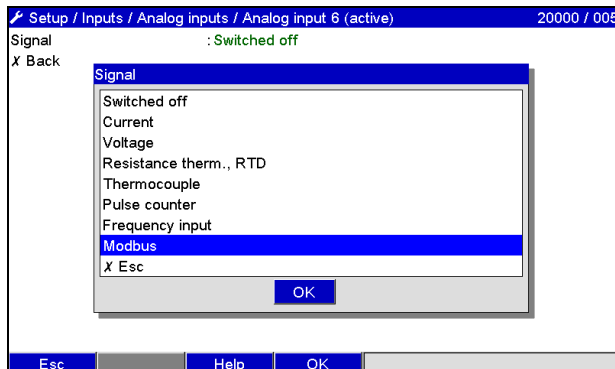 Setup / Inputs / Analog inputs / Analog input 6 (active) 20000 / 005
Signal : Switched off
X Back
Signal
Switched off
Current
Voltage
Resistance therm., RTD
Thermocouple
Pulse counter
Frequency input
Modbus
X Esc
OK
Esc Help OK